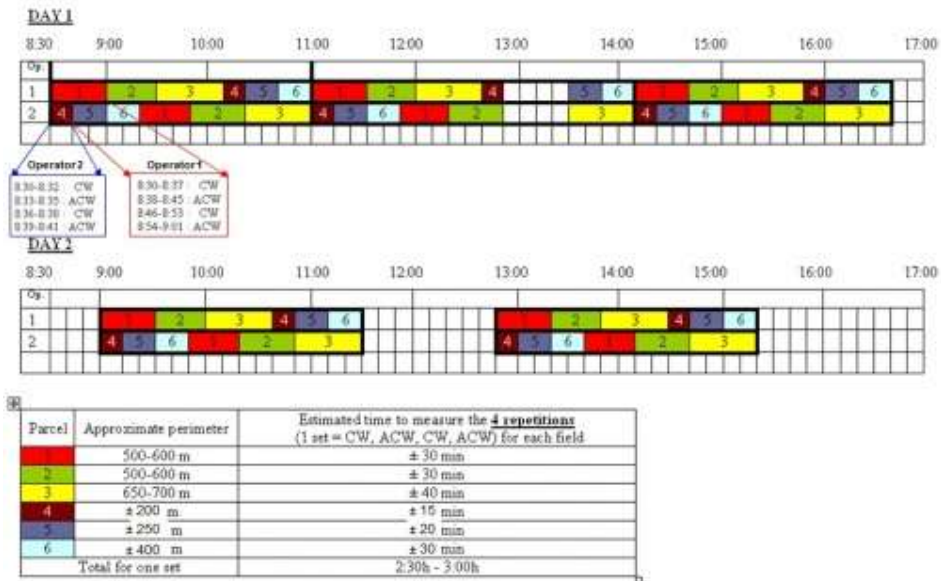 DAY 1
8:30 9:00 10:00 11:00 12:00 13:00 14:00 15:00 16:00 17:00
Op.
1 1 2 3 4 5 6 1 2 3 4 5 6 1 2 3 4 5 6
2 4 5 6 1 2 3 4 5 6 1 2 3 4 5 6 1 2 3
Operator2 Operator1
8:30-8:32 : CW 8:30-8:37 : CW
8:33-8:35 : ACW 8:38-8:45 : ACW
8:36-8:38 : CW 8:46-8:53 : CW
8:39-8:41 : ACW 8:54-9:01 : ACW
DAY 2
8:30 9:00 10:00 11:00 12:00 13:00 14:00 15:00 16:00 17:00
Op.
1 1 2 3 4 5 6 1 2 3 4 5 6
2 4 5 6 1 2 3 4 5 6 1 2 3
Parcel Approximate perimeter Estimated time to measure the 4 repetitions
(1 set = CW, ACW, CW, ACW) for each field
1 500-600 m ± 30 min
2 500-600 m ± 30 min
3 650-700 m ± 40 min
4 ± 200 m ± 15 min
5 ± 250 m ± 20 min
6 ± 400 m ± 30 min
Total for one set 2:30h - 3:00h